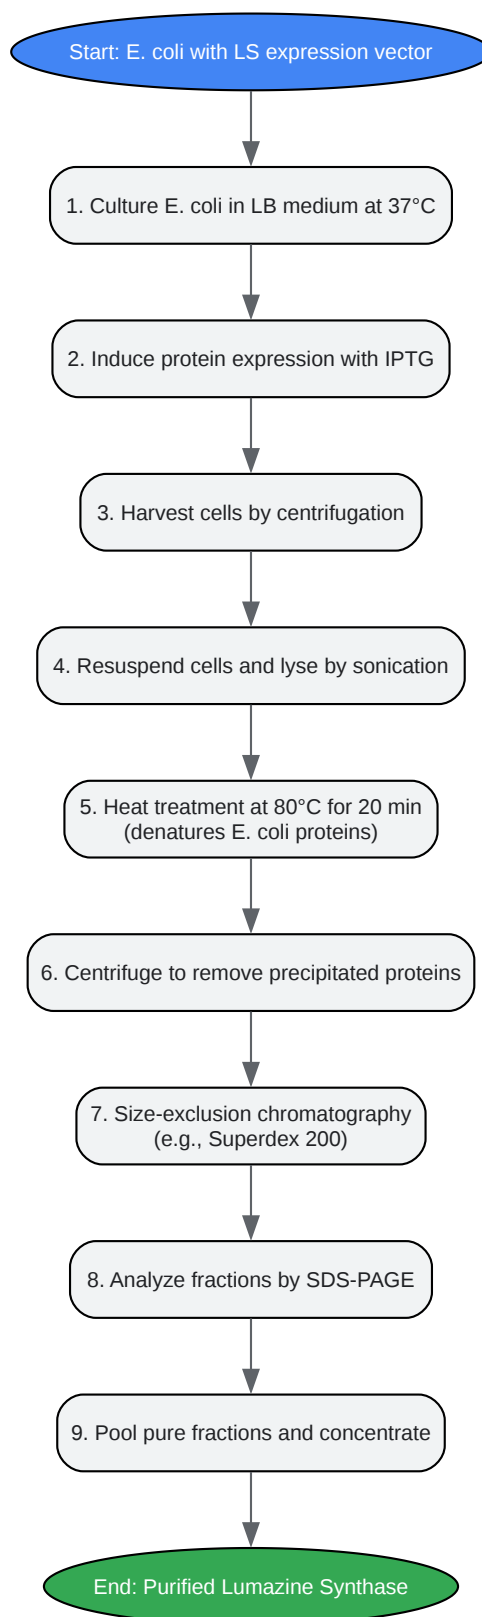 Start: E. coli with LS expression vector
1. Culture E. coli in LB medium at 37°C
2. Induce protein expression with IPTG
3. Harvest cells by centrifugation
4. Resuspend cells and lyse by sonication
5. Heat treatment at 80°C for 20 min
(denatures E. coli proteins)
6. Centrifuge to remove precipitated proteins
7. Size-exclusion chromatography
(e.g., Superdex 200)
8. Analyze fractions by SDS-PAGE
9. Pool pure fractions and concentrate
End: Purified Lumazine Synthase